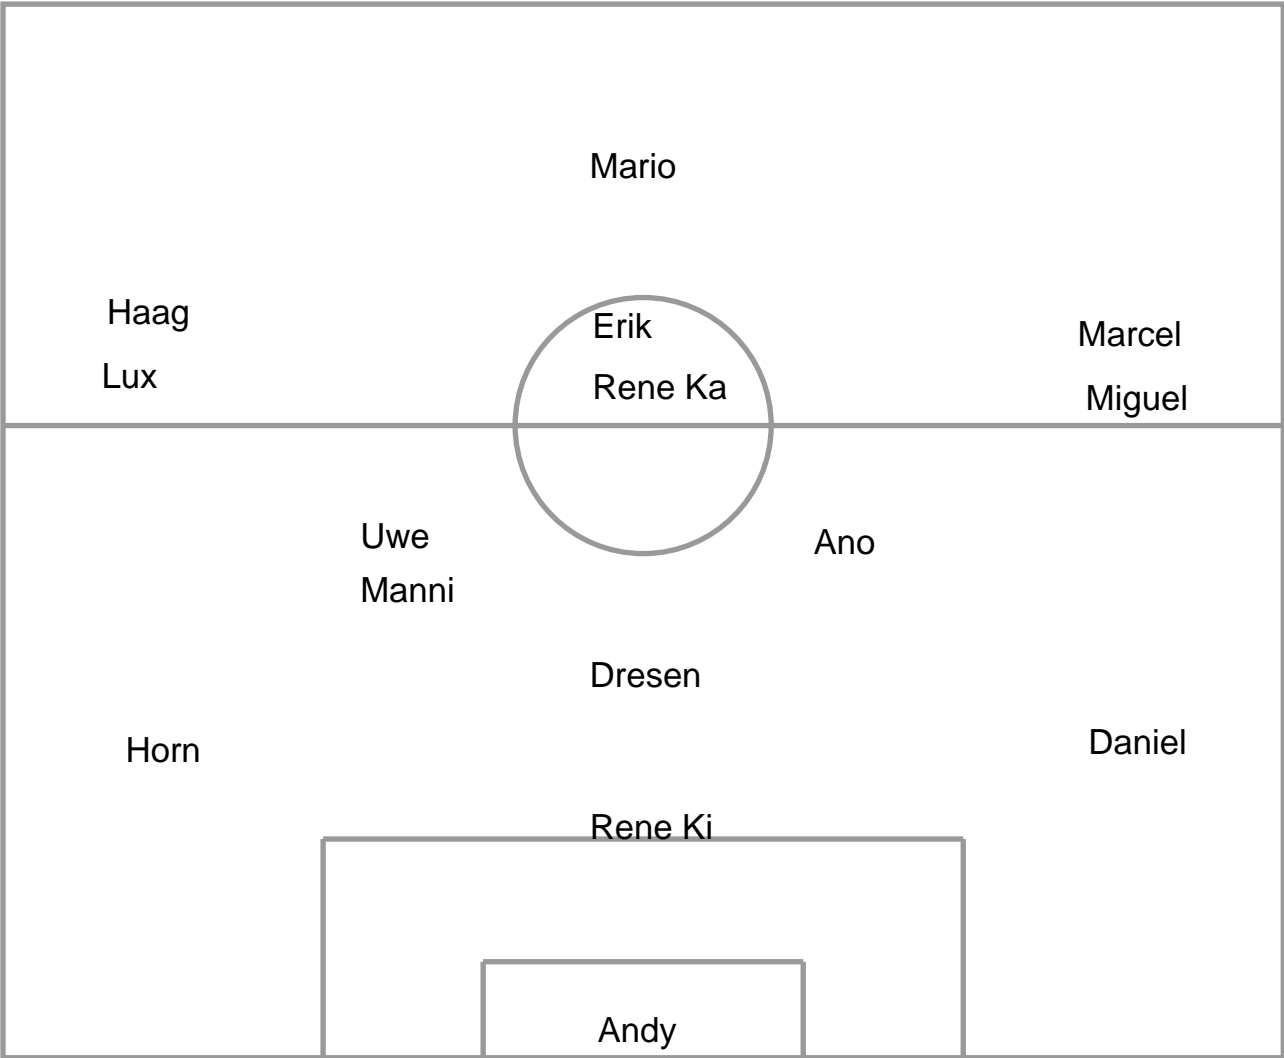 Mario
Haag
Erik
Marcel
Lux
Rene Ka
Miguel
Uwe
Ano
Manni
Dresen
Horn
Daniel
Rene Ki
Andy